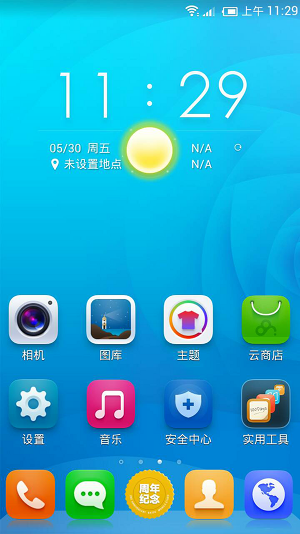 上午 11:29
11:29
05/30 周五 N/A
未设置地点 N/A
相机 图库 主题 云商店
设置 音乐 安全中心 实用工具
周年
纪念